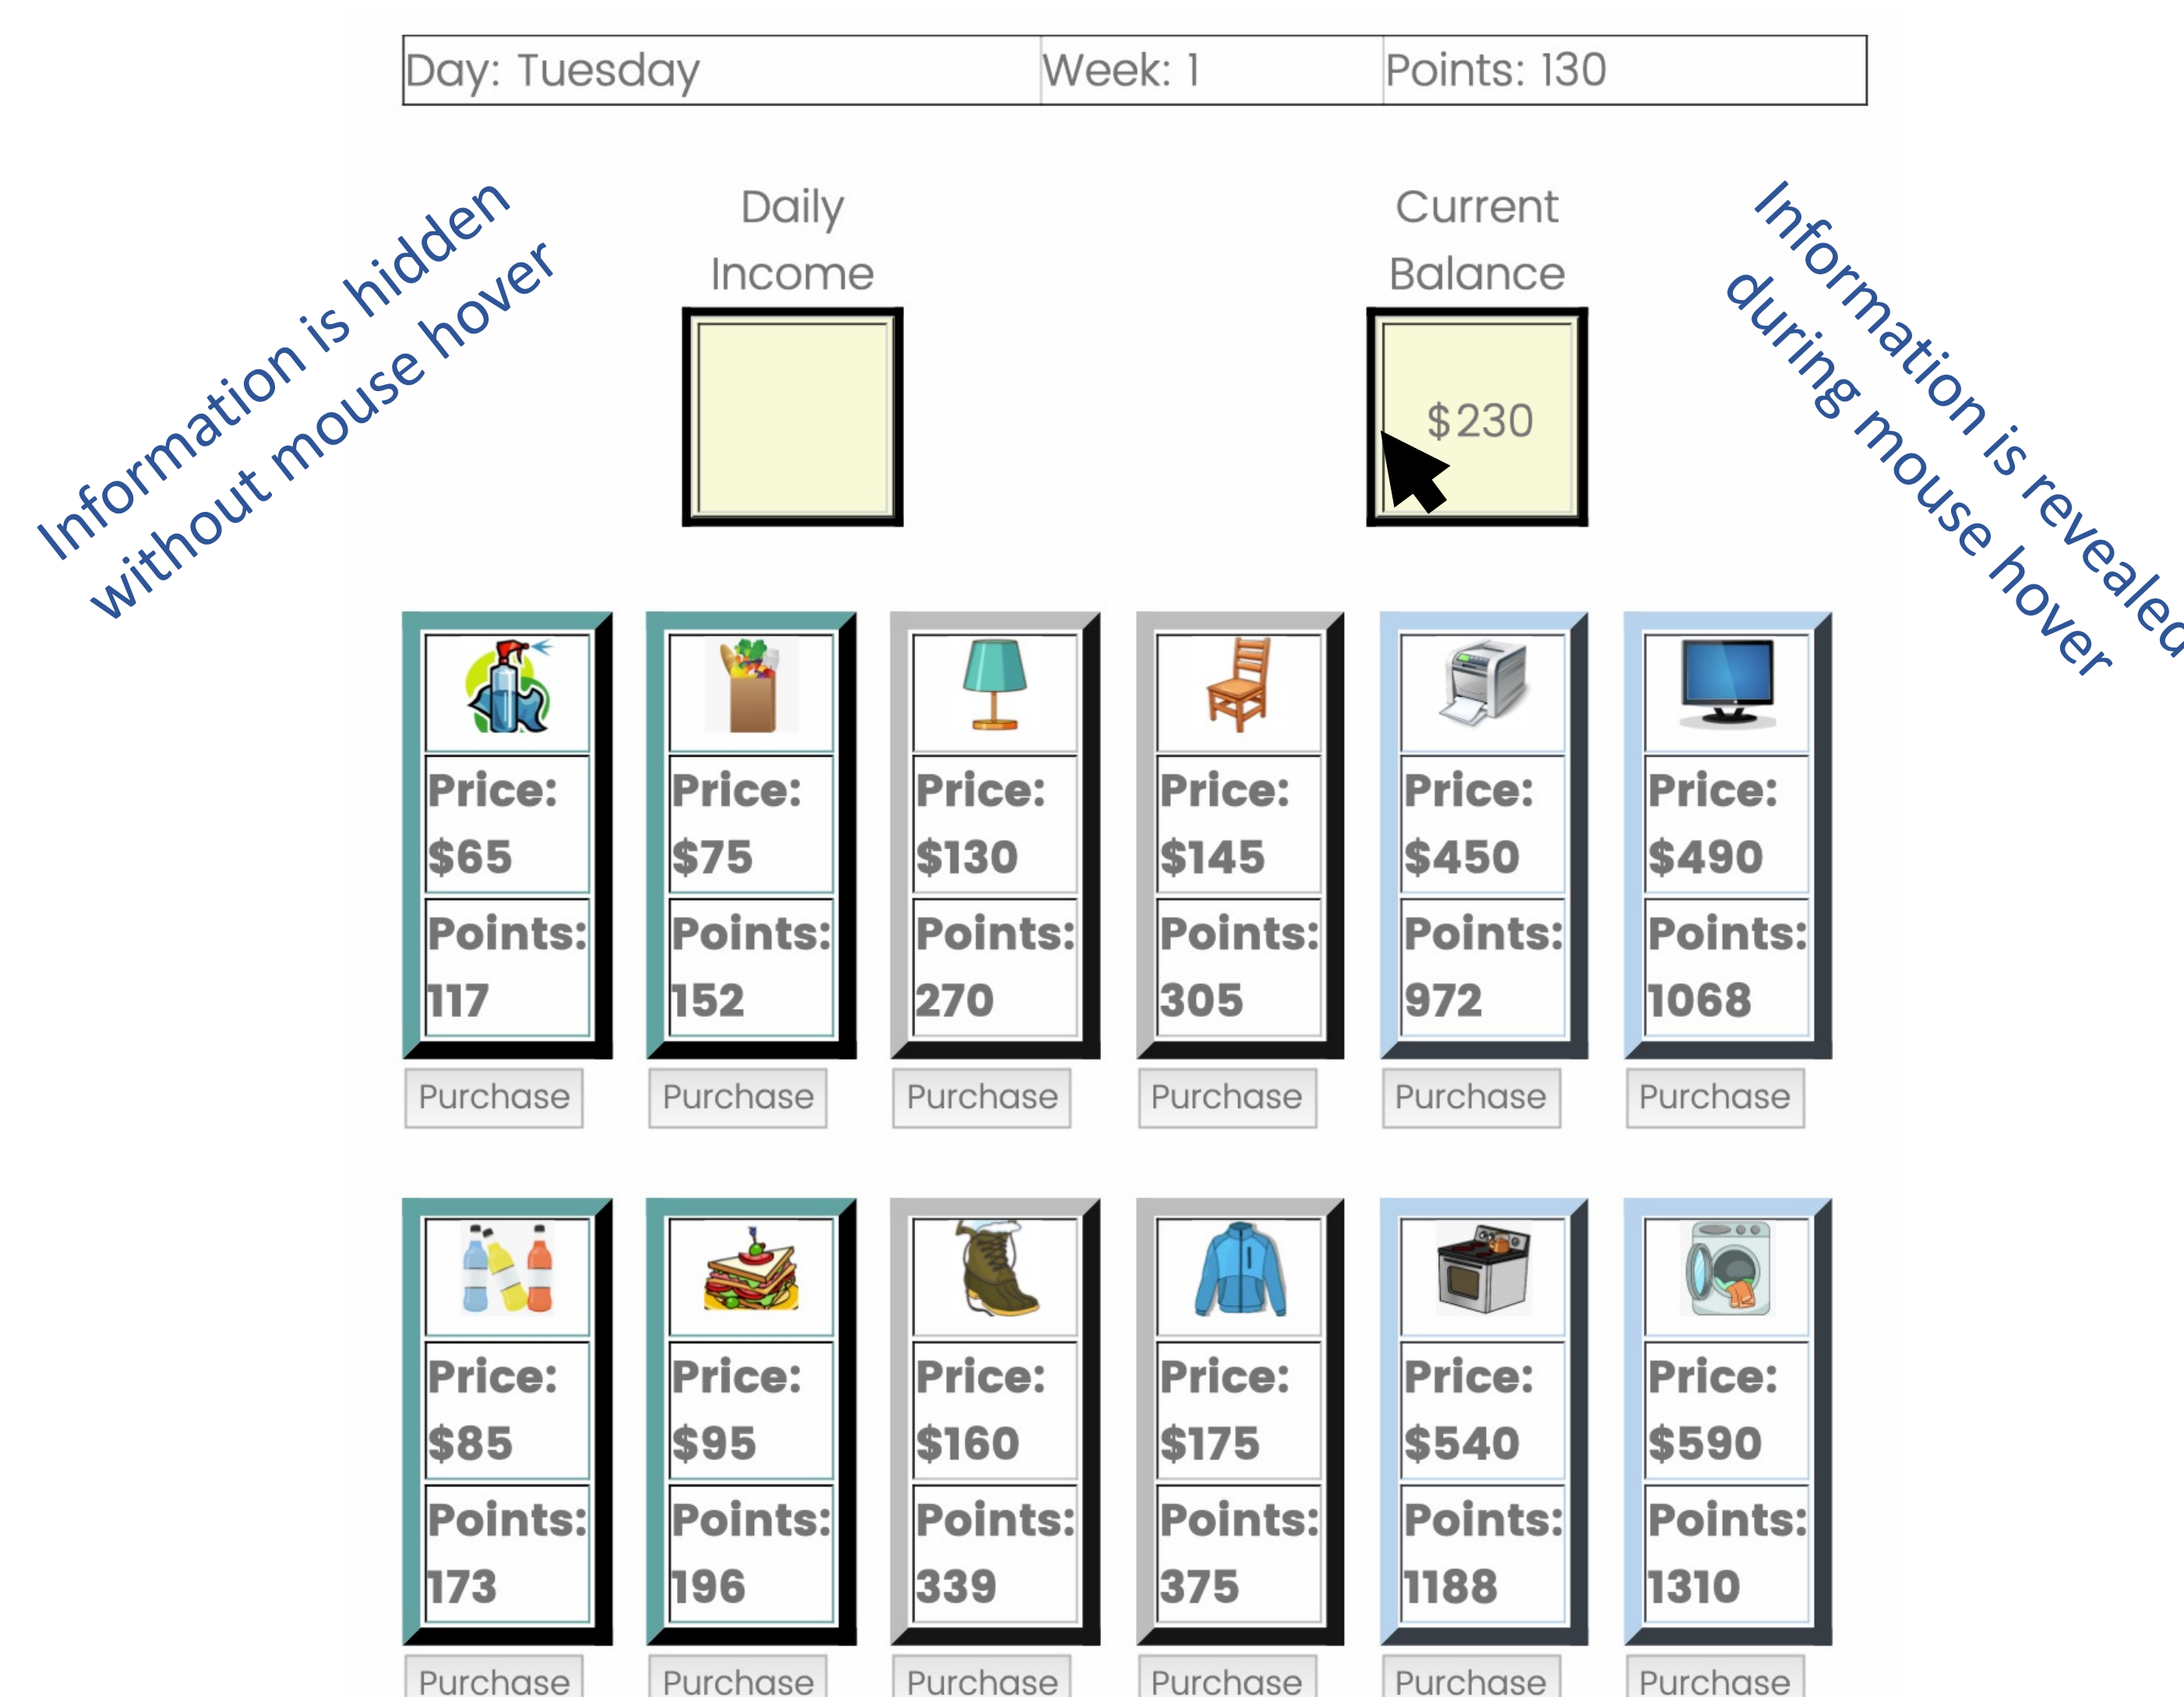 Day: Tuesday Week: 1 Points: 130
Information is hidden
without mouse hover
Daily
Income
Current
Balance
Information is revealed
during mouse hover
$230
Price: Price: Price: Price: Price: Price:
$65 $75 $130 $145 $450 $490
Points: Points: Points: Points: Points: Points:
117 152 270 305 972 1068
Purchase Purchase Purchase Purchase Purchase Purchase
Price: Price: Price: Price: Price: Price:
$85 $95 $160 $175 $540 $590
Points: Points: Points: Points: Points: Points:
173 196 339 375 1188 1310
Purchase Purchase Purchase Purchase Purchase Purchase